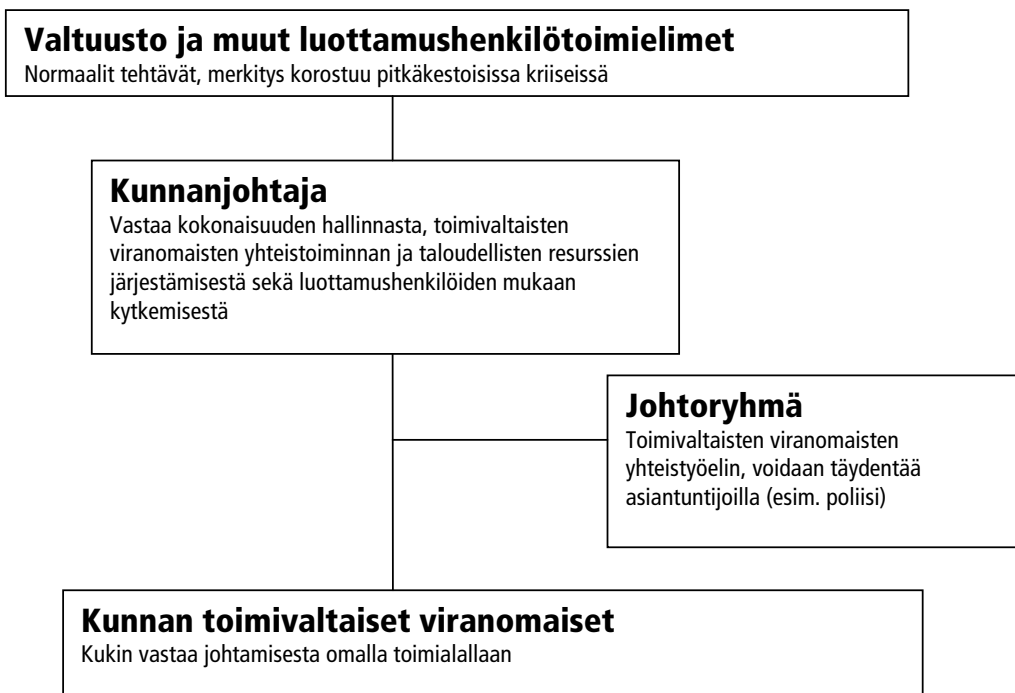 Valtuusto ja muut luottamushenkilötoimielimet
Normaalit tehtävät, merkitys korostuu pitkäkestoisissa kriiseissä
Kunnanjohtaja
Vastaa kokonaisuuden hallinnasta, toimivaltaisten
viranomaisten yhteistoiminnan ja taloudellisten resurssien
järjestämisestä sekä luottamushenkilöiden mukaan
kytkemisestä
Johtoryhmä
Toimivaltaisten viranomaisten
yhteistyöelin, voidaan täydentää
asiantuntijoilla (esim. poliisi)
Kunnan toimivaltaiset viranomaiset
Kukin vastaa johtamisesta omalla toimialallaan